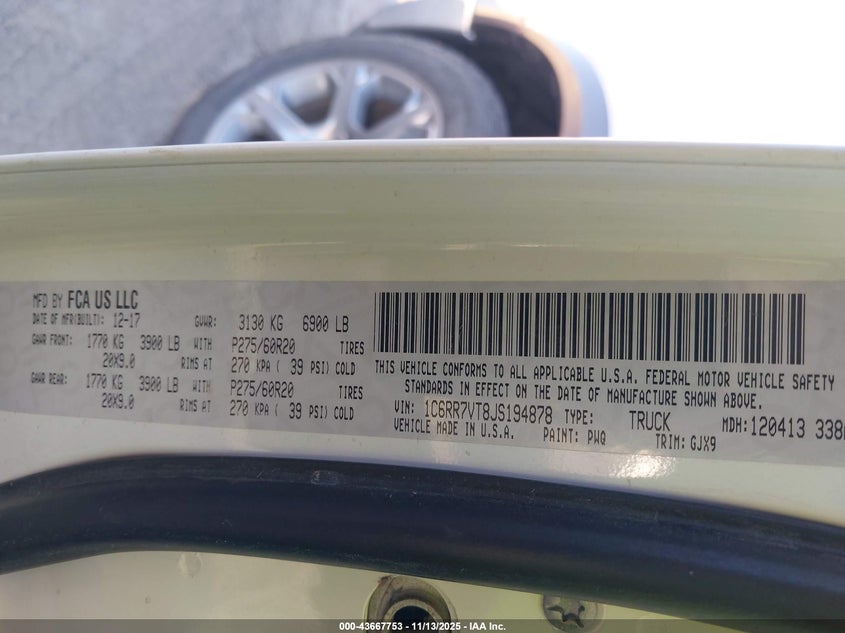 MFD BY FCA US LLC
DATE OF MFR(BUILT): 12-17 GVWR: 3130 KG 6900 LB
GAWR FRONT: 1770 KG 3900 LB WITH P275/60R20 TIRES
20X9.0 RIMS AT 270 KPA ( 39 PSI) COLD
GAWR REAR: 1770 KG 3900 LB WITH P275/60R20 TIRES
20X9.0 RIMS AT 270 KPA ( 39 PSI) COLD
THIS VEHICLE CONFORMS TO ALL APPLICABLE U.S.A. FEDERAL MOTOR VEHICLE SAFETY
STANDARDS IN EFFECT ON THE DATE OF MANUFACTURE SHOWN ABOVE.
VIN: 1C6RR7VT8JS194878 TYPE: TRUCK MDH: 120413
VEHICLE MADE IN U.S.A. PAINT: PWQ TRIM: GJX9
000-43667753 - 11/13/2025 - IAA Inc.